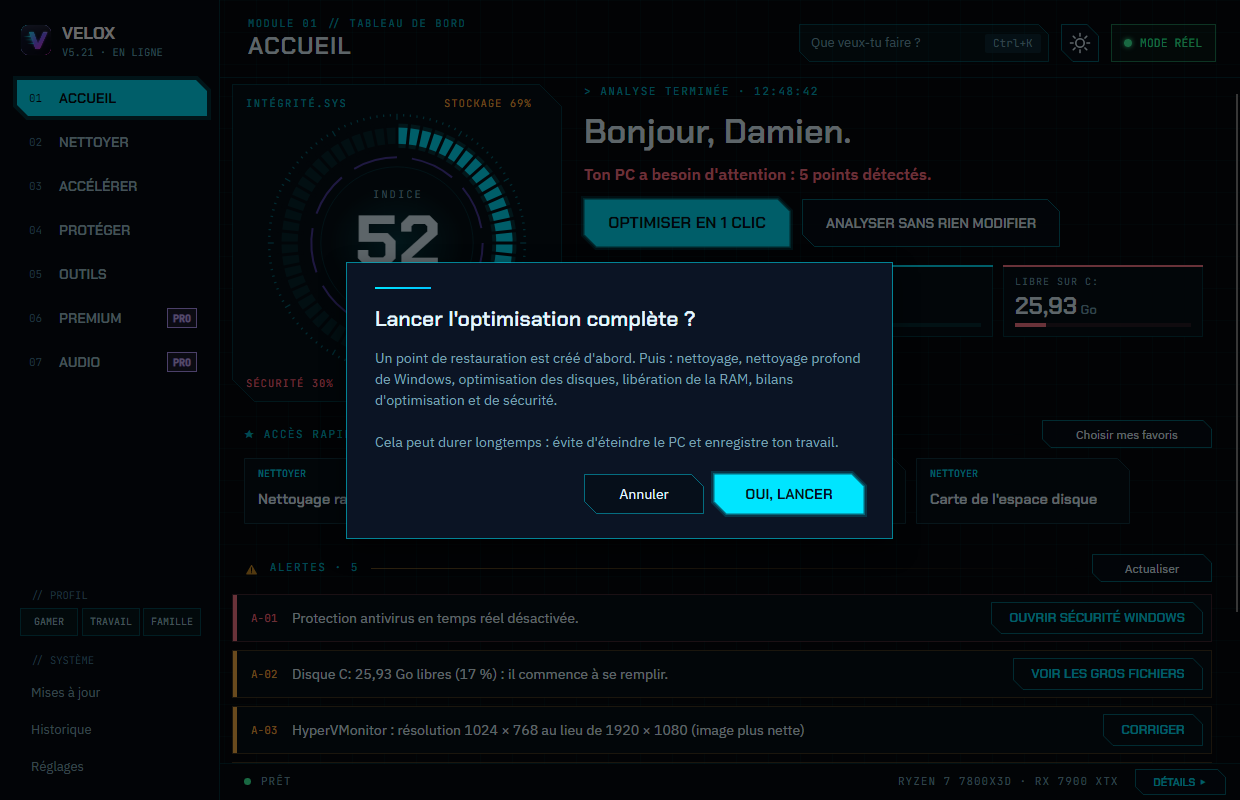 VELOX
V5.21 · EN LIGNE
01 ACCUEIL
02 NETTOYER
03 ACCÉLÉRER
04 PROTÉGER
05 OUTILS
06 PREMIUM PRO
07 AUDIO PRO
// PROFIL
GAMER TRAVAIL FAMILLE
// SYSTÈME
Mises à jour
Historique
Réglages
MODULE 01 // TABLEAU DE BORD
ACCUEIL
Que veux-tu faire ? Ctrl+K
MODE RÉEL
INTÉGRITÉ.SYS STOCKAGE 69%
INDICE
52
SÉCURITÉ 30%
> ANALYSE TERMINÉE · 12:48:42
Bonjour, Damien.
Ton PC a besoin d'attention : 5 points détectés.
OPTIMISER EN 1 CLIC ANALYSER SANS RIEN MODIFIER
LIBRE SUR C:
25,93 Go
Lancer l'optimisation complète ?
Un point de restauration est créé d'abord. Puis : nettoyage, nettoyage profond
de Windows, optimisation des disques, libération de la RAM, bilans
d'optimisation et de sécurité.
Cela peut durer longtemps : évite d'éteindre le PC et enregistre ton travail.
Annuler OUI, LANCER
★ ACCÈS RAPI
Choisir mes favoris
NETTOYER
Nettoyage ra
NETTOYER
Carte de l'espace disque
ALERTES · 5
Actualiser
A-01 Protection antivirus en temps réel désactivée. OUVRIR SÉCURITÉ WINDOWS
A-02 Disque C: 25,93 Go libres (17 %) : il commence à se remplir. VOIR LES GROS FICHIERS
A-03 HyperVMonitor : résolution 1024 × 768 au lieu de 1920 × 1080 (image plus nette) CORRIGER
PRÊT
RYZEN 7 7800X3D · RX 7900 XTX DÉTAILS ▸